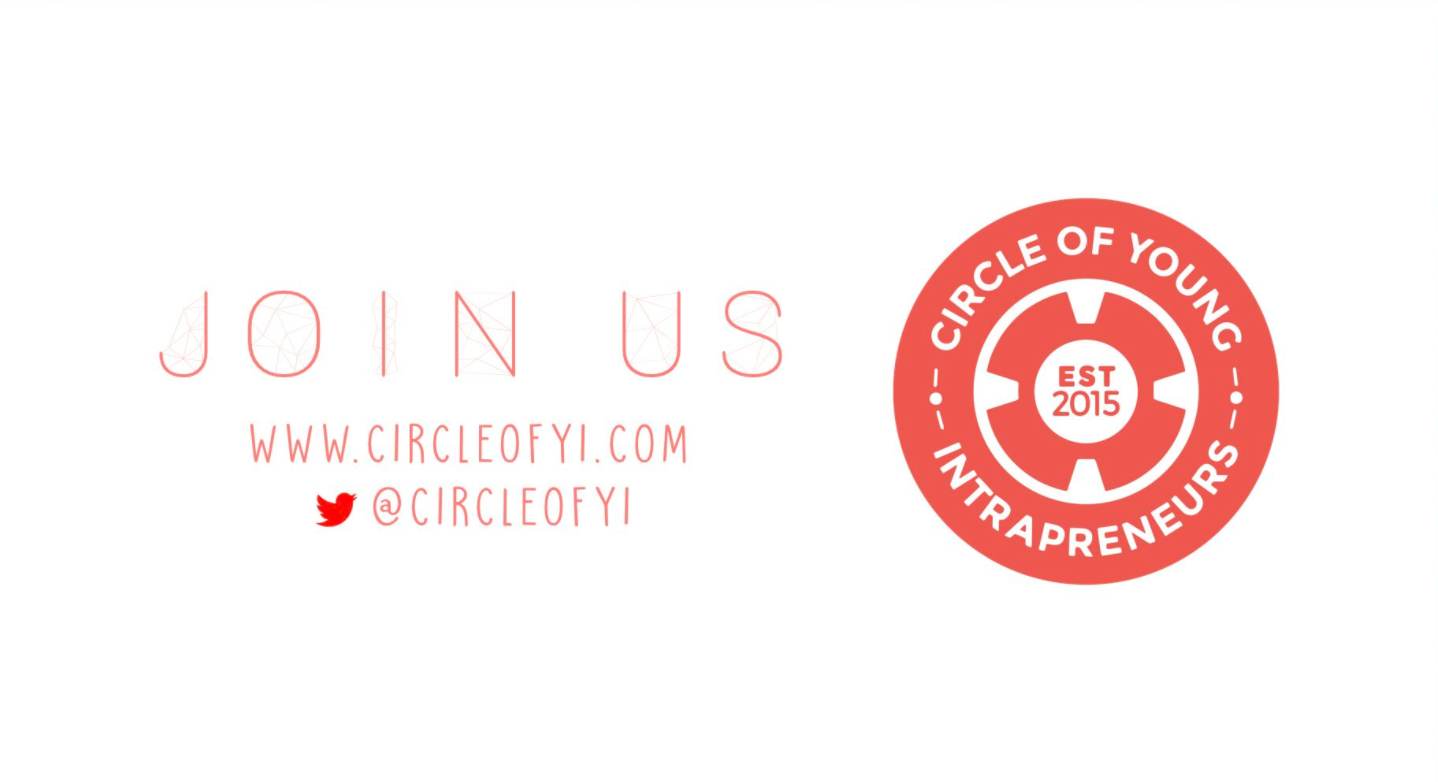 JOIN US
WWW.CIRCLEOFYI.COM
@CIRCLEOFYI
CIRCLE OF YOUNG
EST
2015
INTRAPRENEURS